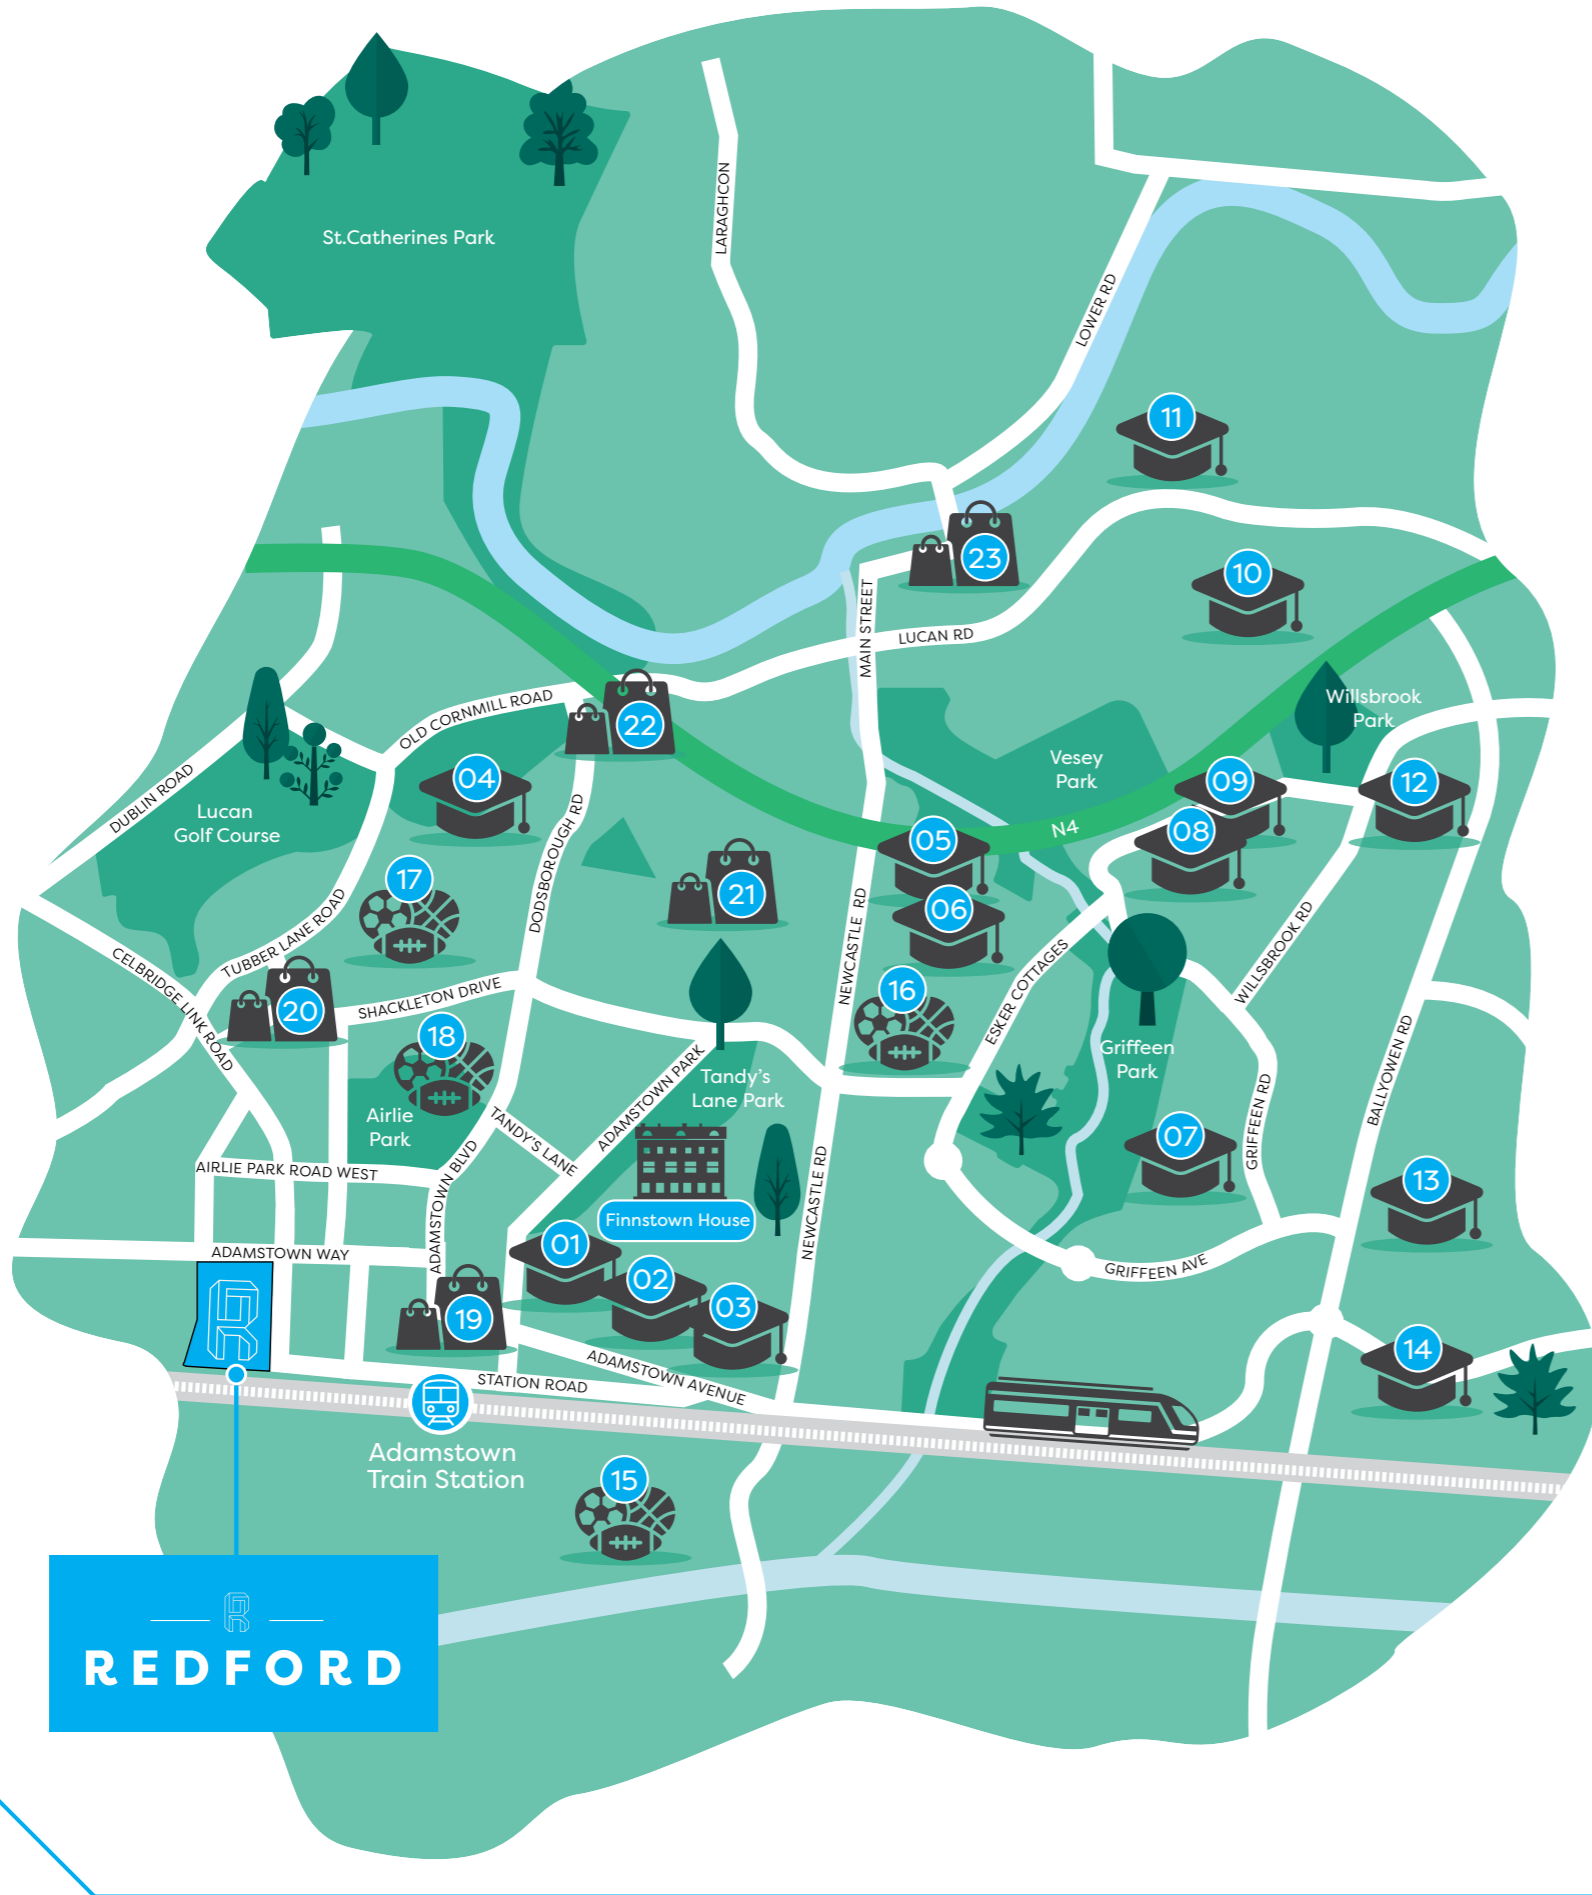 St.Catherines Park
LARAGHCON
LOWER RD
11
23
10
MAIN STREET
LUCAN RD
OLD CORNMILL ROAD
22
Willsbrook
Park
Vesey
Park
04
09
12
DUBLIN ROAD
Lucan
Golf Course
N4
08
05
DODSBOROUGH RD
17
21
06
TUBBER LANE ROAD
NEWCASTLE RD
WILLSBROOK RD
CELBRIDGE LINK ROAD
20
SHACKLETON DRIVE
16
ESKER COTTAGES
18
Griffeen
Park
BALLYOWEN RD
Tandy's
Lane Park
ADAMSTOWN PARK
Airlie
Park
TANDY'S LANE
GRIFFEEN RD
07
AIRLIE PARK ROAD WEST
ADAMSTOWN BLVD
NEWCASTLE RD
13
Finnstown House
ADAMSTOWN WAY
01
GRIFFEEN AVE
02
03
19
R
14
ADAMSTOWN AVENUE
STATION ROAD
Adamstown
Train Station
15
R
REDFORD